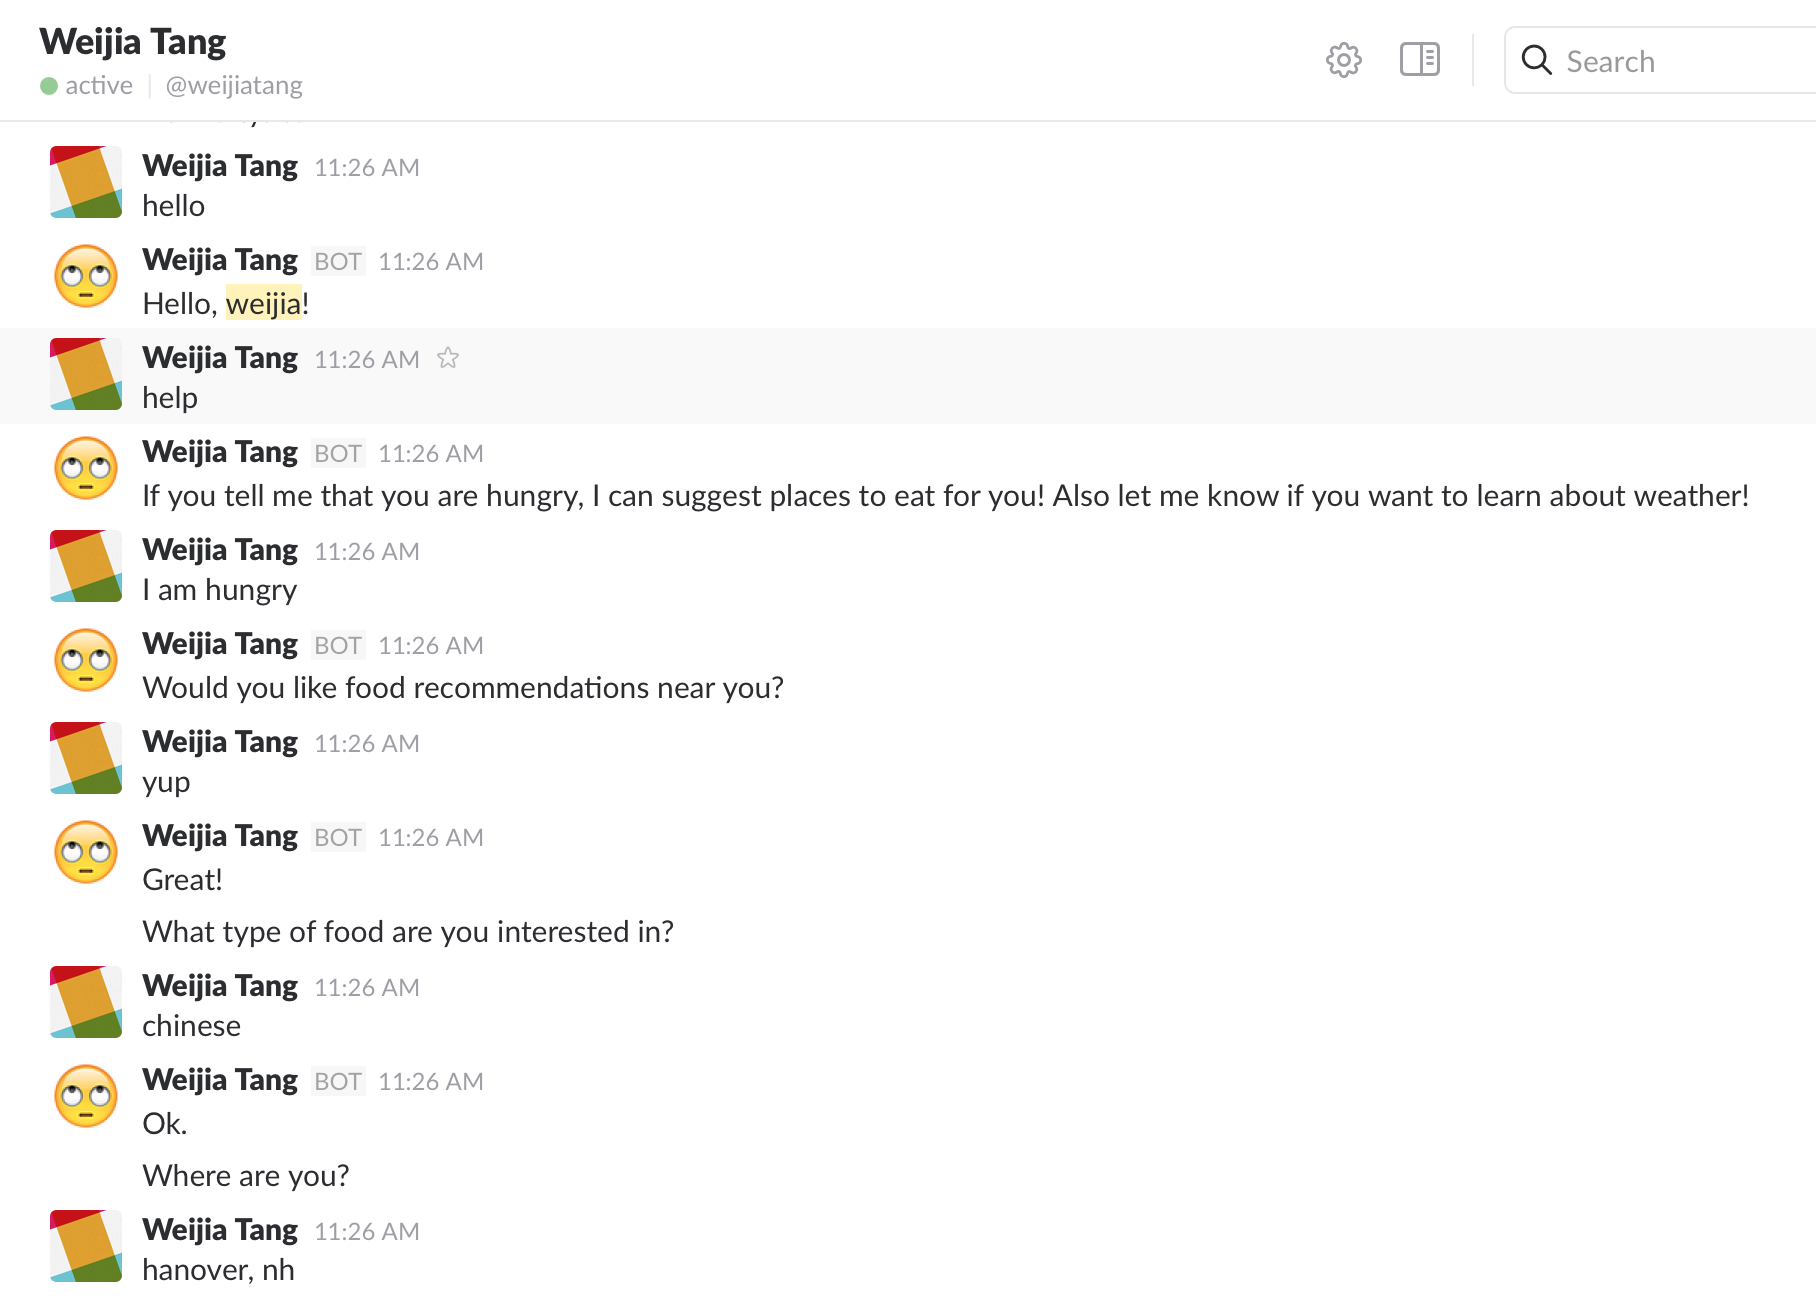 Weijia Tang
active @weijiatang
Search
Weijia Tang 11:26 AM
hello
Weijia Tang BOT 11:26 AM
Hello, weijia!
Weijia Tang 11:26 AM
help
Weijia Tang BOT 11:26 AM
If you tell me that you are hungry, I can suggest places to eat for you! Also let me know if you want to learn about weather!
Weijia Tang 11:26 AM
I am hungry
Weijia Tang BOT 11:26 AM
Would you like food recommendations near you?
Weijia Tang 11:26 AM
yup
Weijia Tang BOT 11:26 AM
Great!
What type of food are you interested in?
Weijia Tang 11:26 AM
chinese
Weijia Tang BOT 11:26 AM
Ok.
Where are you?
Weijia Tang 11:26 AM
hanover, nh